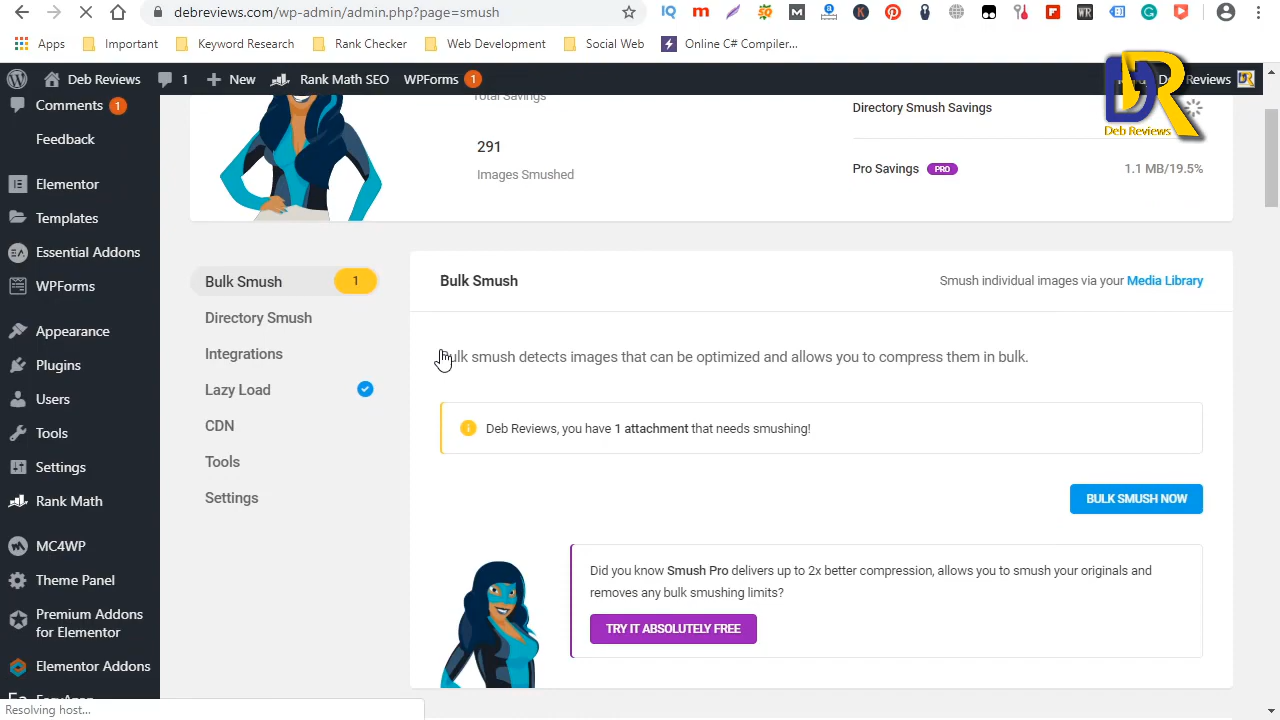 debreviews.com/wp-admin/admin.php?page=smush
Apps Important Keyword Research Rank Checker Web Development Social Web Online C# Compiler...
Deb Reviews 1 New Rank Math SEO WPForms 1 Deb Reviews
DR
Deb Reviews
Comments 1
Feedback
Elementor
Templates
Essential Addons
WPForms
Appearance
Plugins
Users
Tools
Settings
Rank Math
MC4WP
Theme Panel
Premium Addons
for Elementor
Elementor Addons
Total Savings
291
Images Smushed
Directory Smush Savings
Pro Savings PRO 1.1 MB/19.5%
Bulk Smush 1
Directory Smush
Integrations
Lazy Load
CDN
Tools
Settings
Bulk Smush Smush individual images via your Media Library
Bulk smush detects images that can be optimized and allows you to compress them in bulk.
Deb Reviews, you have 1 attachment that needs smushing!
BULK SMUSH NOW
Did you know Smush Pro delivers up to 2x better compression, allows you to smush your originals and
removes any bulk smushing limits?
TRY IT ABSOLUTELY FREE
Resolving host...